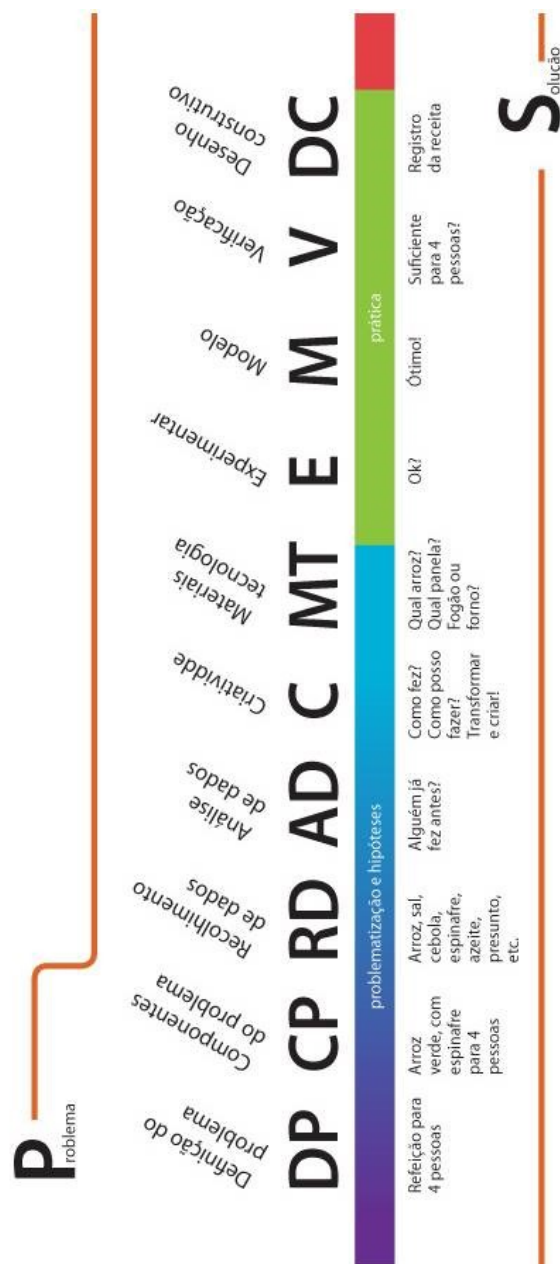 Problema
Definição do
problema
Componentes
do problema
Recolhimento
de dados
Análise
de dados
Criatividde
Materiais
tecnologia
Experimentar
Modelo
Verificação
Desenho
construtivo
DP CP RD AD C MT E M V DC
problematização e hipóteses
prática
Refeição para
4 pessoas
Arroz
verde, com
espinafre
para 4
pessoas
Arroz, sal,
cebola,
espinafre,
azeite,
presunto,
etc.
Alguém já
fez antes?
Como fez?
Como posso
fazer?
Transformar
e criar!
Qual arroz?
Qual panela?
Fogão ou
forno?
Ok?
Ótimo!
Suficiente
para 4
pessoas?
Registro
da receita
Solução